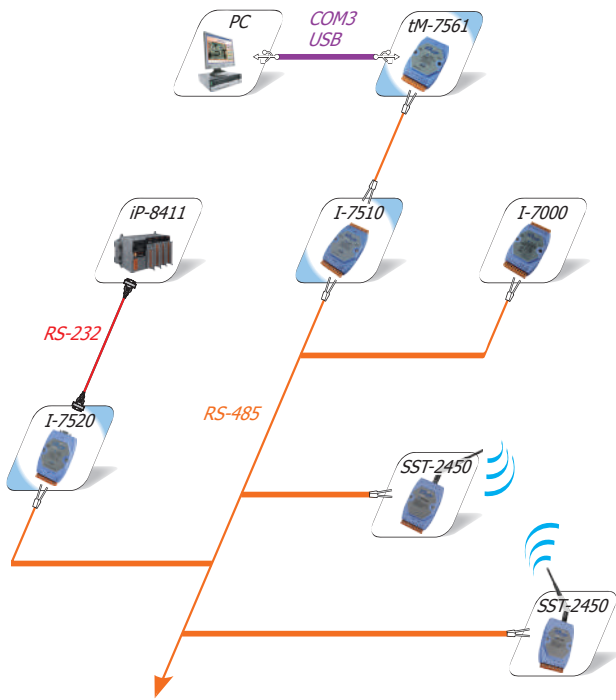 PC
COM3
USB
tM-7561
iP-8411
I-7510
I-7000
RS-232
RS-485
I-7520
SST-2450
SST-2450